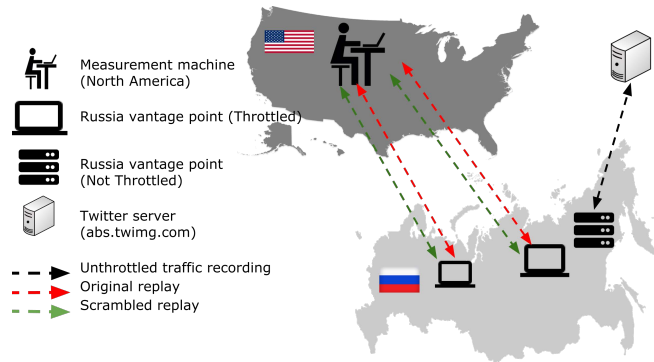 Measurement machine
(North America)
Russia vantage point (Throttled)
Russia vantage point
(Not Throttled)
Twitter server
(abs.twimg.com)
Unthrottled traffic recording
Original replay
Scrambled replay